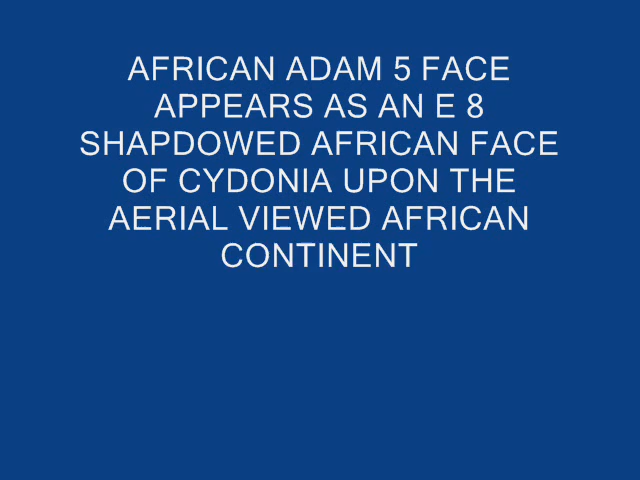 AFRICAN ADAM 5 FACE
APPEARS AS AN E 8
SHAPDOWED AFRICAN FACE
OF CYDONIA UPON THE
AERIAL VIEWED AFRICAN
CONTINENT